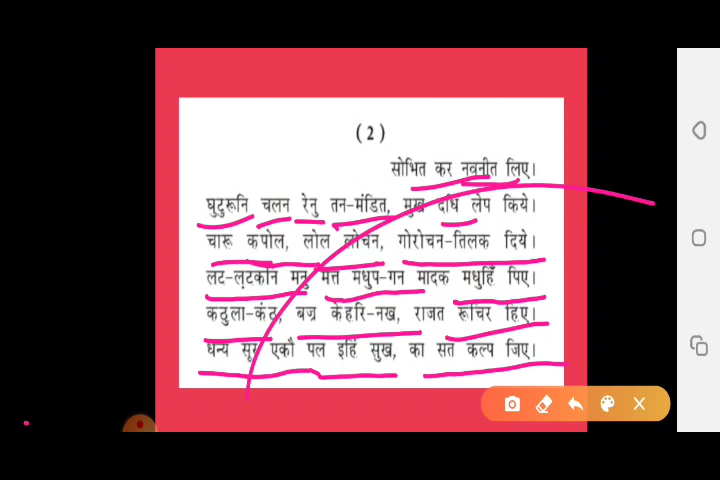 (2)
सोभित कर नवनीत लिए।
घुटुरूनि चलन रेनु तन-मंडित, मुख दधि लेप किये।
चारू कपोल, लोल लोचन, गोरोचन-तिलक दिये।
लट-लटकनि मनु मत्त मधुप-गन मादक मधुहिँ पिए।
कठुला-कंठ, बज्र केहरि-नख, राजत रूचिर हिए।
धन्य सूर एकौ पल इहिं सुख, का सत कल्प जिए।